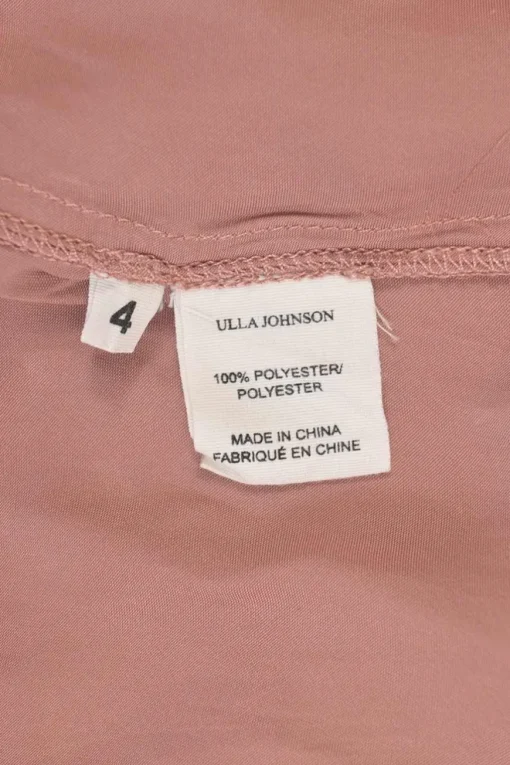 4
ULLA JOHNSON
100% POLYESTER/
POLYESTER
MADE IN CHINA
FABRIQUÉ EN CHINE